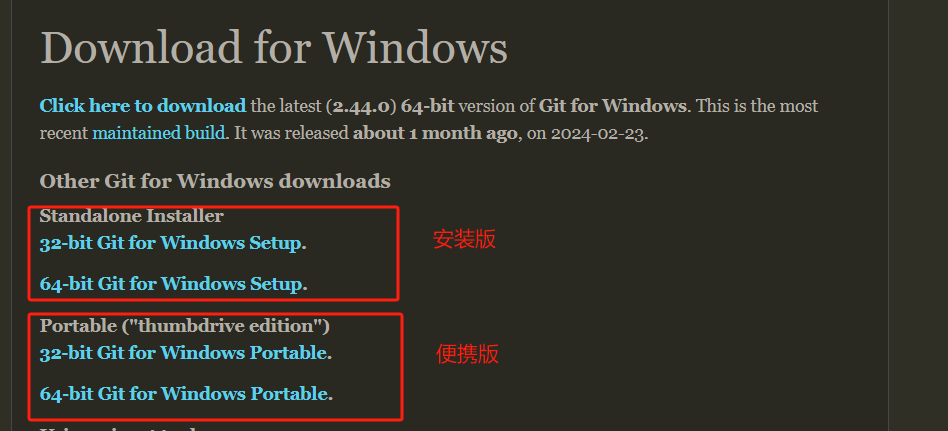 Download for Windows
Click here to download the latest (2.44.0) 64-bit version of Git for Windows. This is the most
recent maintained build. It was released about 1 month ago, on 2024-02-23.
Other Git for Windows downloads
Standalone Installer
32-bit Git for Windows Setup.
安装版
64-bit Git for Windows Setup.
Portable ("thumbdrive edition")
32-bit Git for Windows Portable.
便携版
64-bit Git for Windows Portable.